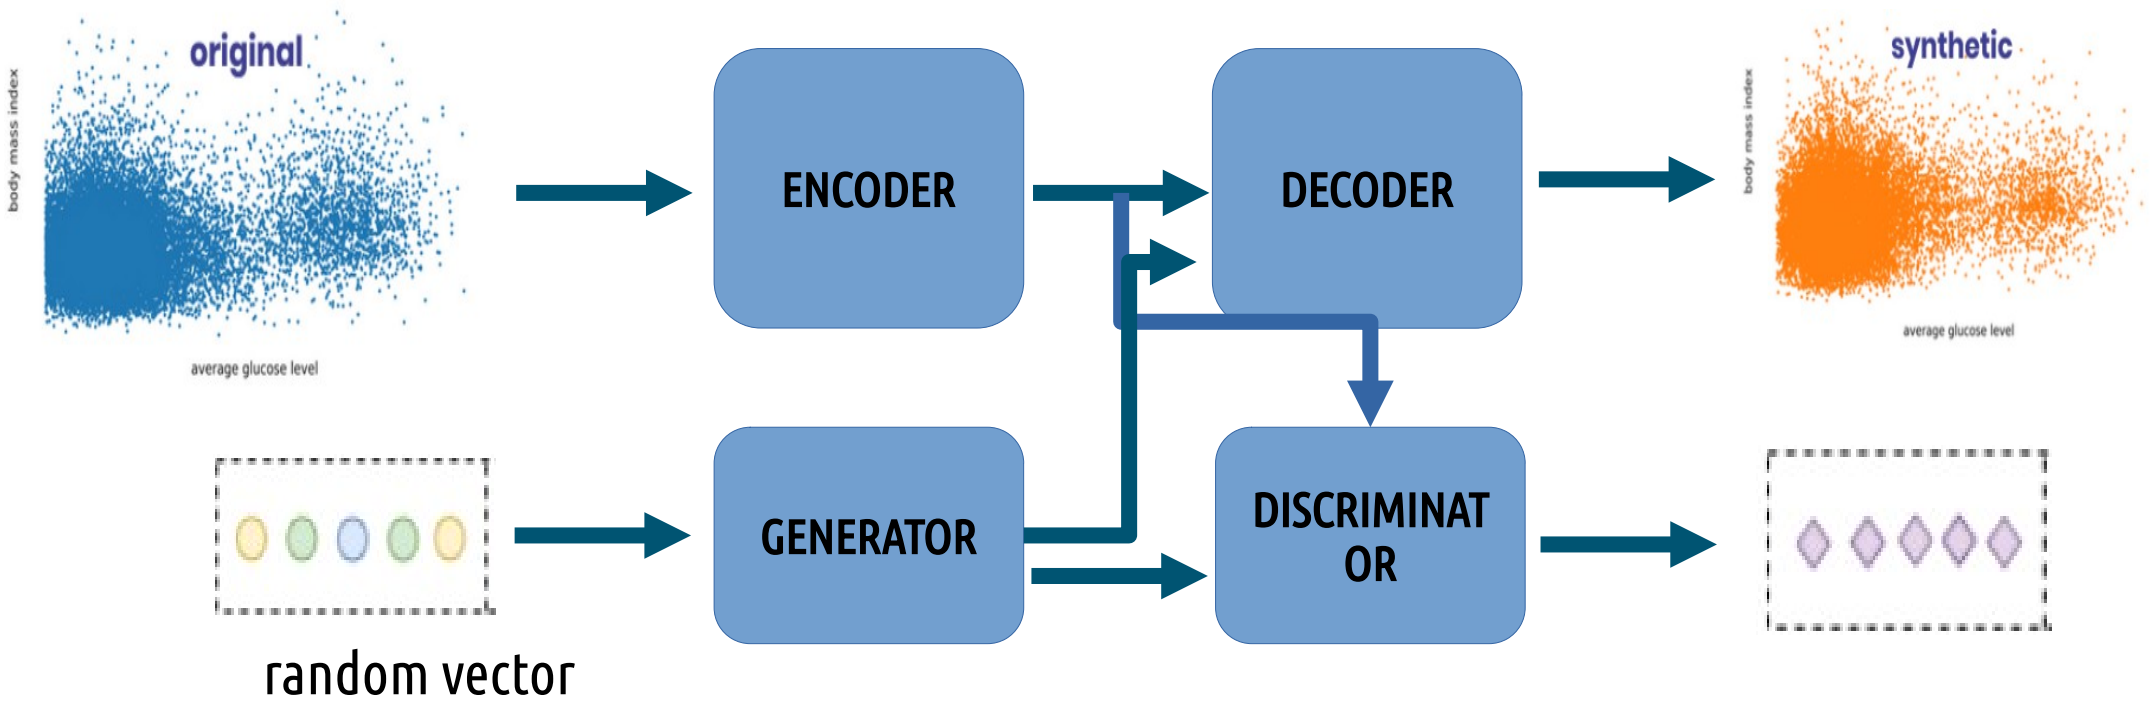 original
body mass index
average glucose level
ENCODER
DECODER
synthetic
body mass index
average glucose level
random vector
GENERATOR
DISCRIMINAT
OR